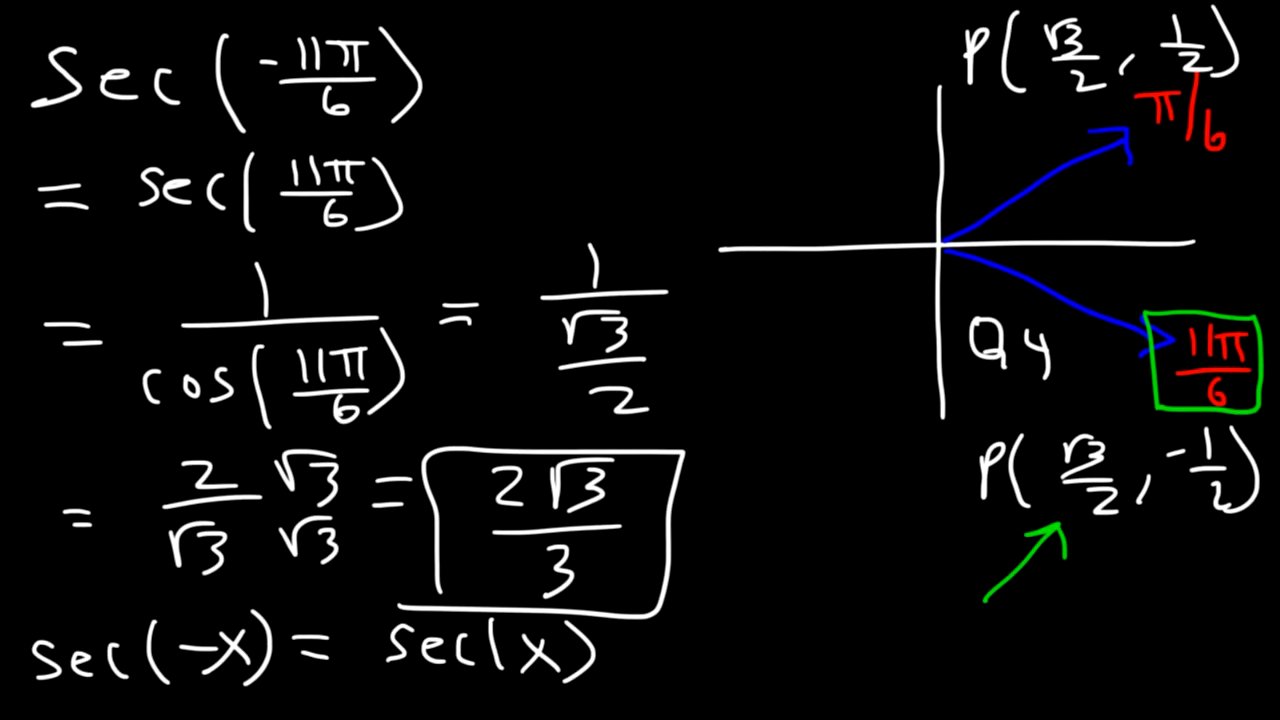 sec(-11π/6)
= sec(11π/6)
= 1/cos(11π/6) = 1/(√3/2)
= 2/√3 √3/√3 = 2√3/3
sec(-x) = sec(x)
P(√3/2, 1/2)
π/6
Q4
11π/6
P(√3/2, -1/2)